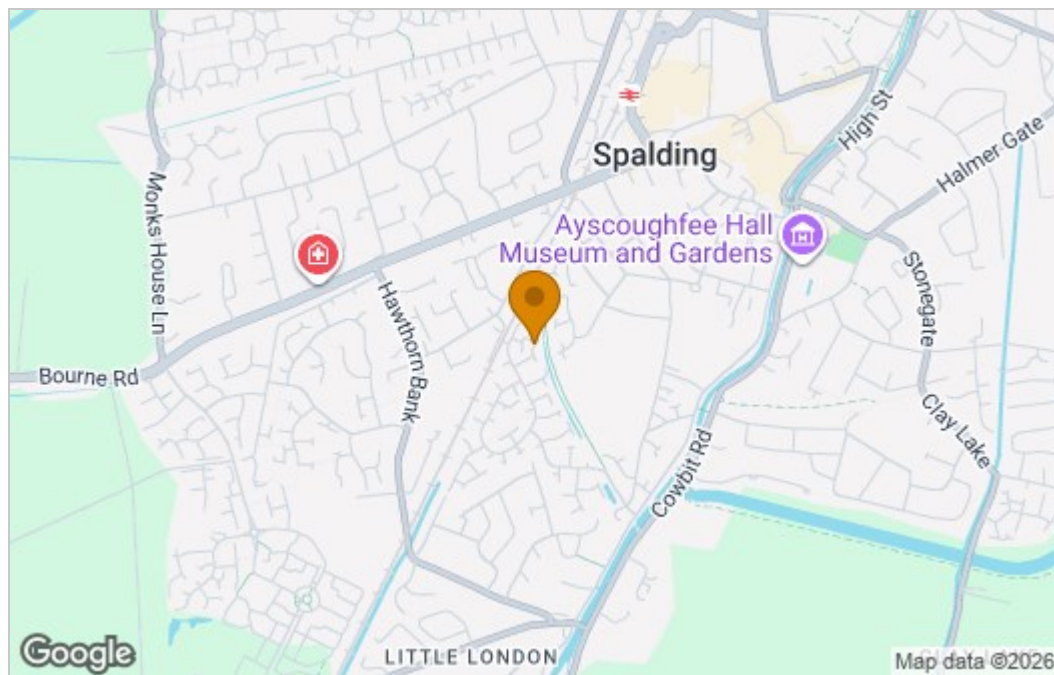 Spalding
High St
Halmer Gate
Monks House Ln
Ayscoughfee Hall
Museum and Gardens
Stonegate
Hawthorn Bank
Bourne Rd
Clay Lake
Cowbit Rd
Google
LITTLE LONDON
Map data ©2026